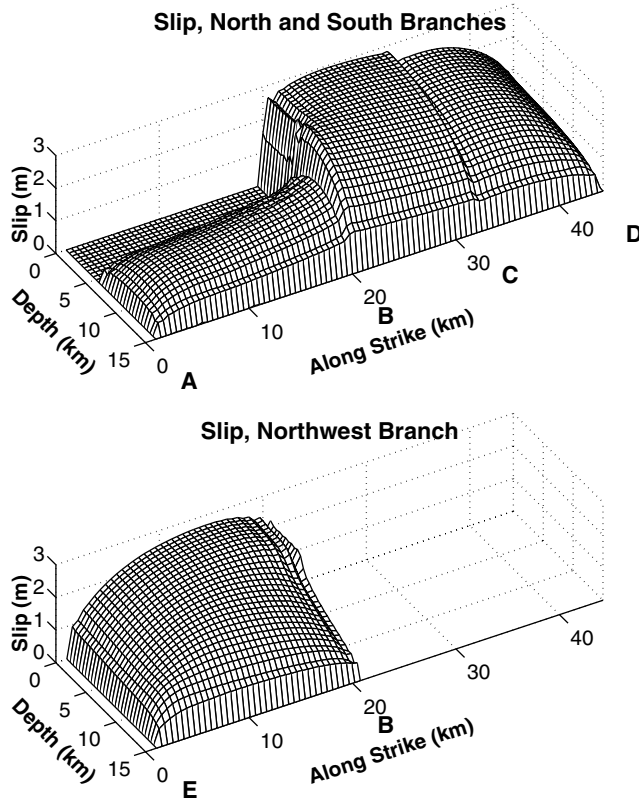 Slip, North and South Branches
3
2
1
0
Slip (m)
0
5
10
15
Depth (km)
0
10
20
30
40
Along Strike (km)
A
B
C
D
Slip, Northwest Branch
3
2
1
0
Slip (m)
0
5
10
15
Depth (km)
0
10
20
30
40
Along Strike (km)
E
B